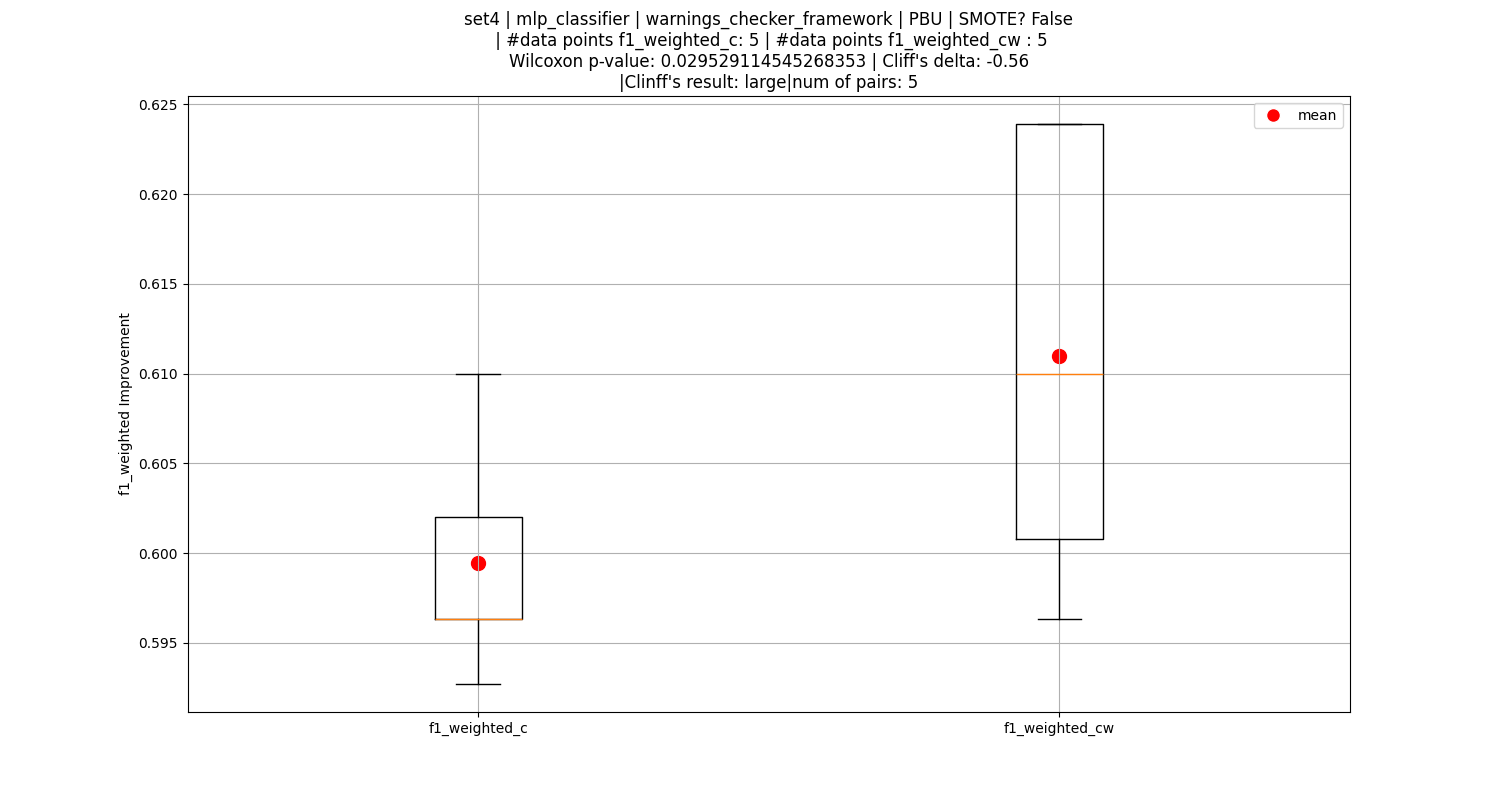 set4 | mlp_classifier | warnings_checker_framework | PBU | SMOTE? False
| #data points f1_weighted_c: 5 | #data points f1_weighted_cw : 5
Wilcoxon p-value: 0.029529114545268353 | Cliff's delta: -0.56
|Clinff's result: large|num of pairs: 5
mean
0.625
0.620
0.615
0.610
0.605
0.600
0.595
f1_weighted Improvement
f1_weighted_c
f1_weighted_cw